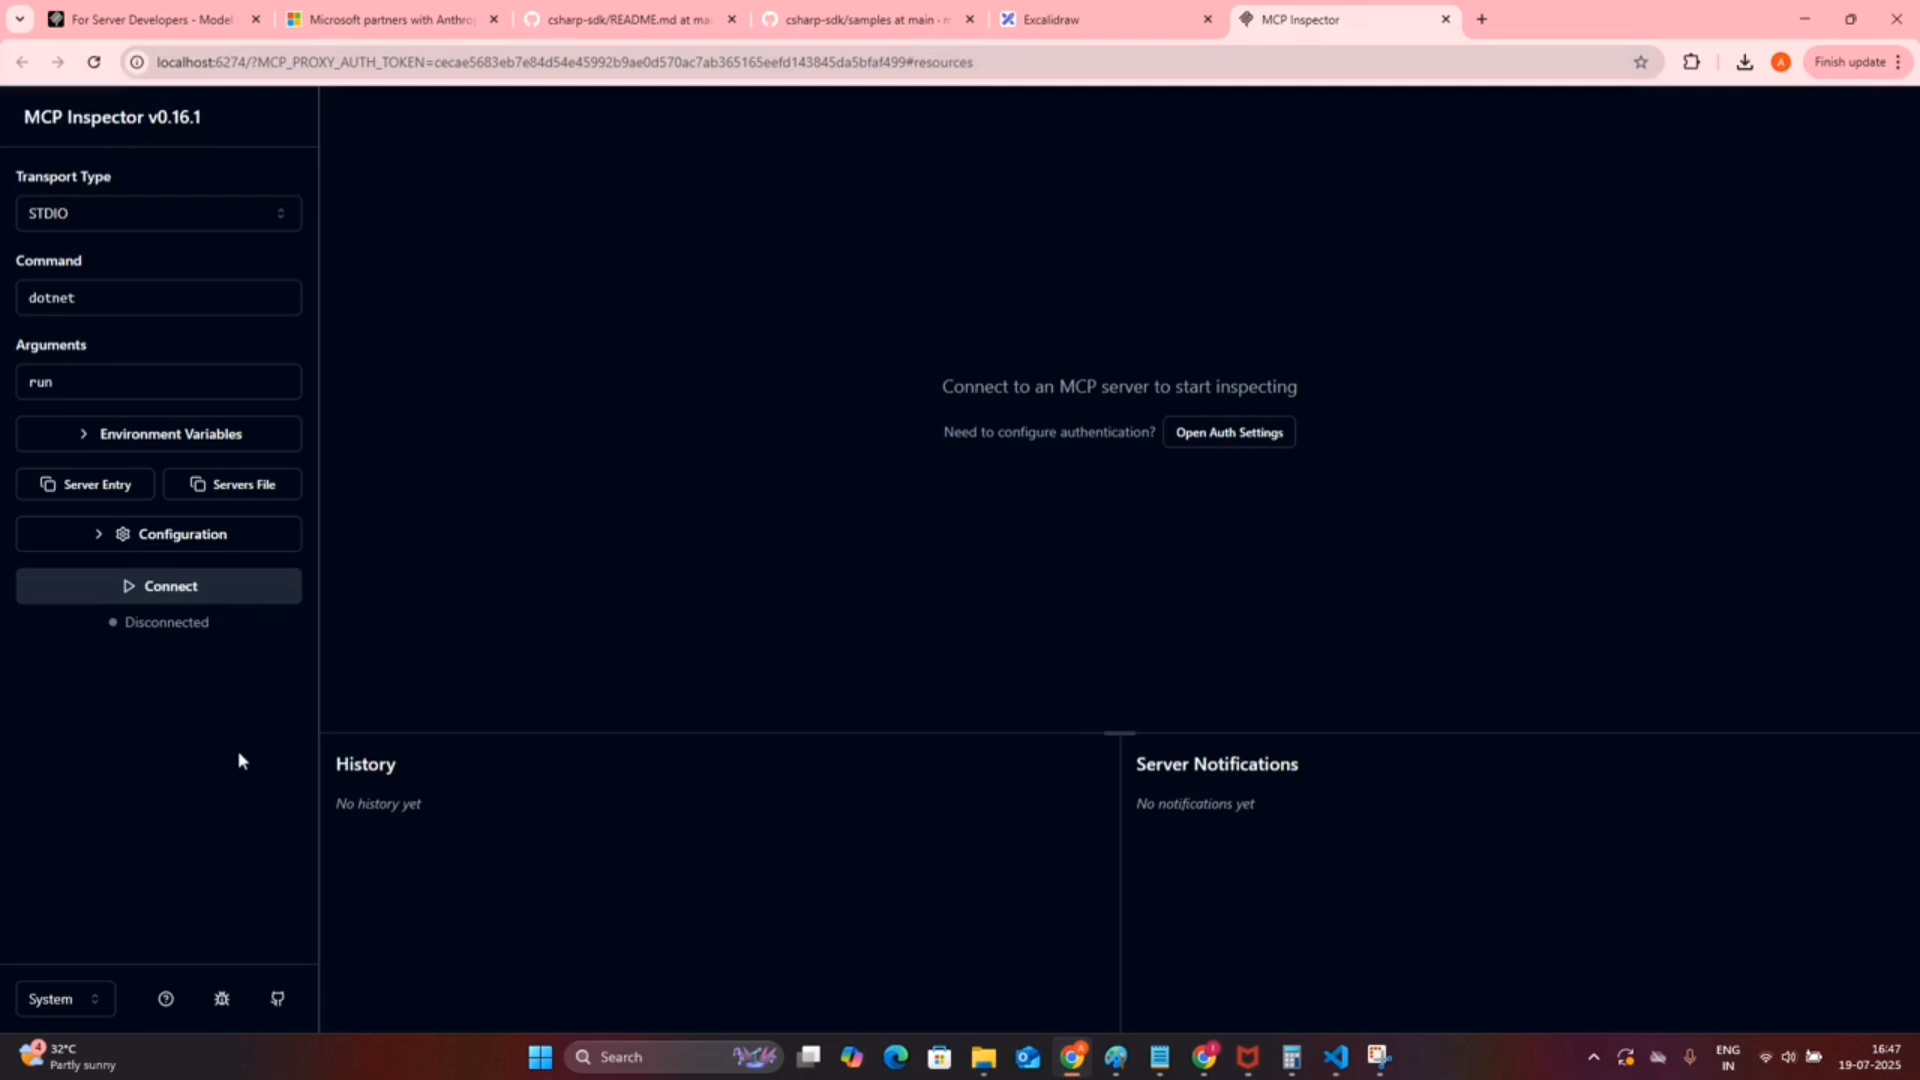 For Server Developers - Model
Microsoft partners with Anthro
csharp-sdk/README.md at ma
csharp-sdk/samples at main · m
Excalidraw
MCP Inspector
localhost:6274/?MCP_PROXY_AUTH_TOKEN=cecae5683eb7e84d54e45992b9ae0d570ac7ab365165eefd143845da5bfaf499#resources
A
Finish update
MCP Inspector v0.16.1
Transport Type
STDIO
Command
dotnet
Arguments
run
Environment Variables
Server Entry
Servers File
Configuration
Connect
Disconnected
Connect to an MCP server to start inspecting
Need to configure authentication?
Open Auth Settings
History
No history yet
Server Notifications
No notifications yet
System
4
32°C
Partly sunny
Search
ENG
IN
16:47
19-07-2025